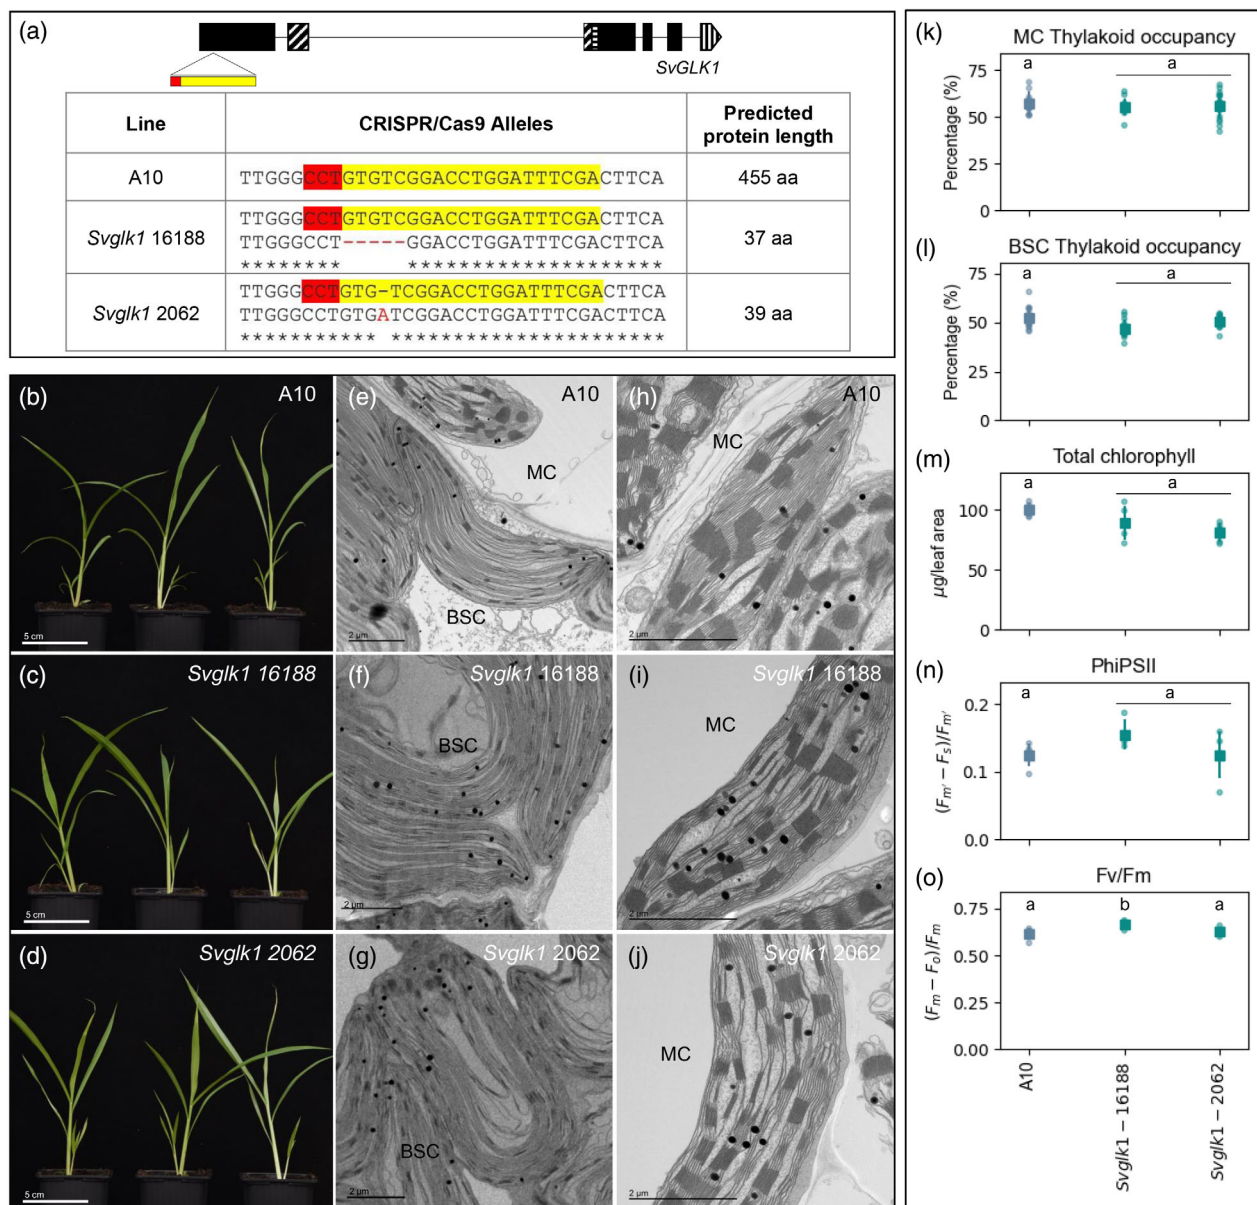 (a)
SvGLK1
Line CRISPR/Cas9 Alleles Predicted protein length
A10 TTGGGCCTGTGTCGGACCTGGATTTCGACTTCA 455 aa
Svglk1 16188 37 aa
TTGGGCCTGTGTCGGACCTGGATTTCGACTTCA
TTGGGCCT-----GGACCTGGATTTCGACTTCA
******** ********************
Svglk1 2062 39 aa
TTGGGCCTGTG-TCGGACCTGGATTTCGACTTCA
TTGGGCCTGTGATCGGACCTGGATTTCGACTTCA
*********** **********************
(b) A10
5 cm
(e) A10
MC
BSC
2 µm
(h) A10
MC
2 µm
(c) Svglk1 16188
5 cm
(f) Svglk1 16188
BSC
2 µm
(i) Svglk1 16188
MC
2 µm
(d) Svglk1 2062
5 cm
(g) Svglk1 2062
BSC
2 µm
(j) Svglk1 2062
MC
2 µm
(k) MC Thylakoid occupancy
Percentage (%)
75
50
25
0
a a
(l) BSC Thylakoid occupancy
Percentage (%)
75
50
25
0
a a
(m) Total chlorophyll
µg/leaf area
100
50
0
a a
(n) PhiPSII
(Fm' − Fs)/Fm'
0.2
0.1
0.0
a a
(o) Fv/Fm
(Fm − Fo)/Fm
0.75
0.50
0.25
0.00
a b a
A10
Svglk1−16188
Svglk1−2062